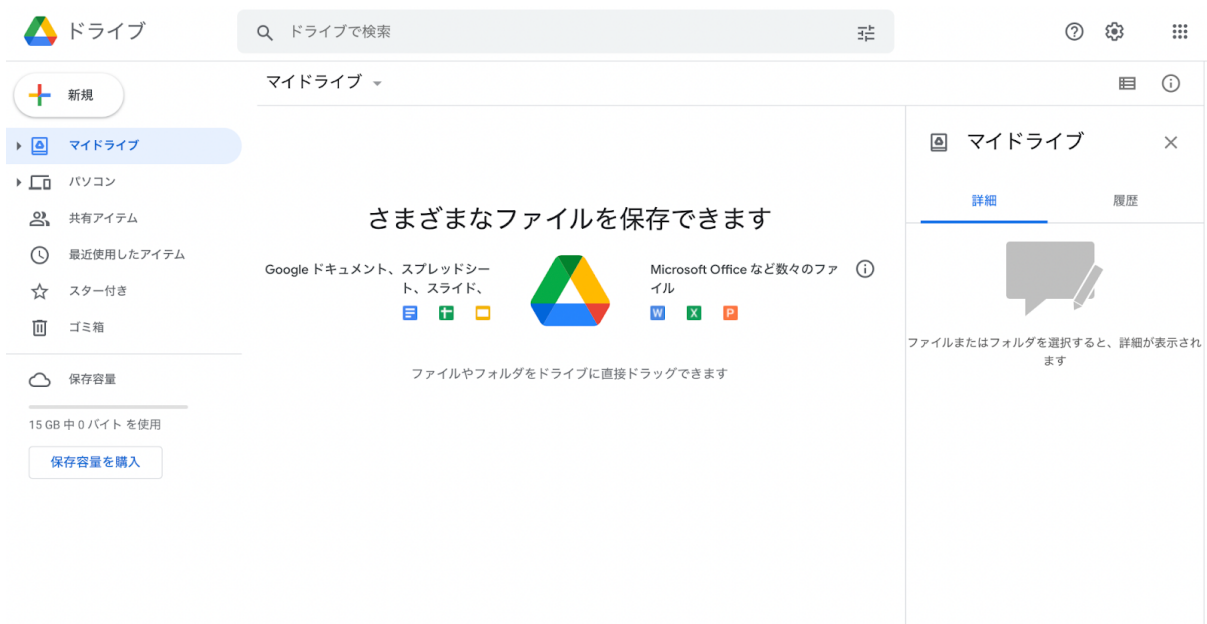 ドライブ
ドライブで検索
新規
マイドライブ
パソコン
共有アイテム
最近使用したアイテム
スター付き
ゴミ箱
保存容量
15 GB 中 0 バイト を使用
保存容量を購入
マイドライブ
さまざまなファイルを保存できます
Google ドキュメント、スプレッドシー
ト、スライド、
Microsoft Office など数々のファ
イル
W X P
ファイルやフォルダをドライブに直接ドラッグできます
マイドライブ
詳細 履歴
ファイルまたはフォルダを選択すると、詳細が表示され
ます